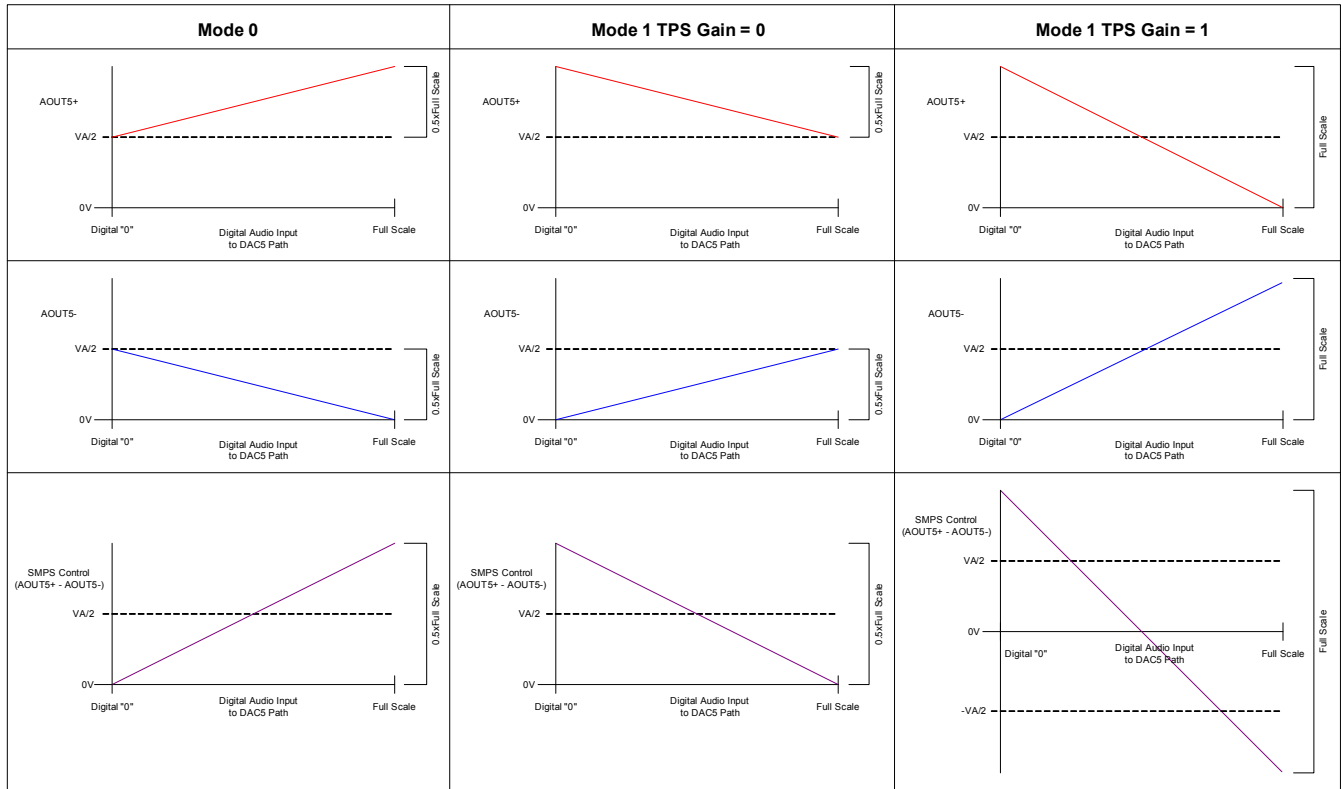 Mode 0
Mode 1 TPS Gain = 0
Mode 1 TPS Gain = 1
AOUT5+
VA/2
0V
Digital "0"
Digital Audio Input
to DAC5 Path
Full Scale
0.5xFull Scale
AOUT5+
VA/2
0V
Digital "0"
Digital Audio Input
to DAC5 Path
Full Scale
0.5xFull Scale
AOUT5+
VA/2
0V
Digital "0"
Digital Audio Input
to DAC5 Path
Full Scale
Full Scale
AOUT5-
VA/2
0V
Digital "0"
Digital Audio Input
to DAC5 Path
Full Scale
0.5xFull Scale
AOUT5-
VA/2
0V
Digital "0"
Digital Audio Input
to DAC5 Path
Full Scale
0.5xFull Scale
AOUT5-
VA/2
0V
Digital "0"
Digital Audio Input
to DAC5 Path
Full Scale
Full Scale
SMPS Control
(AOUT5+ - AOUT5-)
VA/2
0V
Digital "0"
Digital Audio Input
to DAC5 Path
Full Scale
0.5xFull Scale
SMPS Control
(AOUT5+ - AOUT5-)
VA/2
0V
Digital "0"
Digital Audio Input
to DAC5 Path
Full Scale
0.5xFull Scale
SMPS Control
(AOUT5+ - AOUT5-)
VA/2
0V
Digital "0"
Digital Audio Input
to DAC5 Path
Full Scale
-VA/2
Full Scale